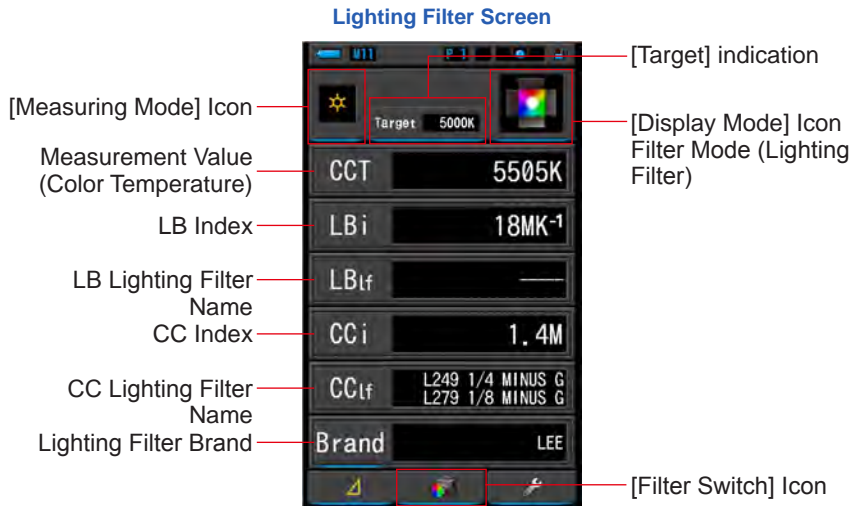 Lighting Filter Screen
M11
P 1
[Target] indication
[Measuring Mode] Icon
Target 5000K
[Display Mode] Icon
Filter Mode (Lighting
Filter)
Measurement Value
(Color Temperature)
CCT 5505K
LB Index
LBi 18MK⁻¹
LB Lighting Filter
Name
LBlf ----
CC Index
CCi 1.4M
CC Lighting Filter
Name
CClf L249 1/4 MINUS G
L279 1/8 MINUS G
Lighting Filter Brand
Brand LEE
[Filter Switch] Icon